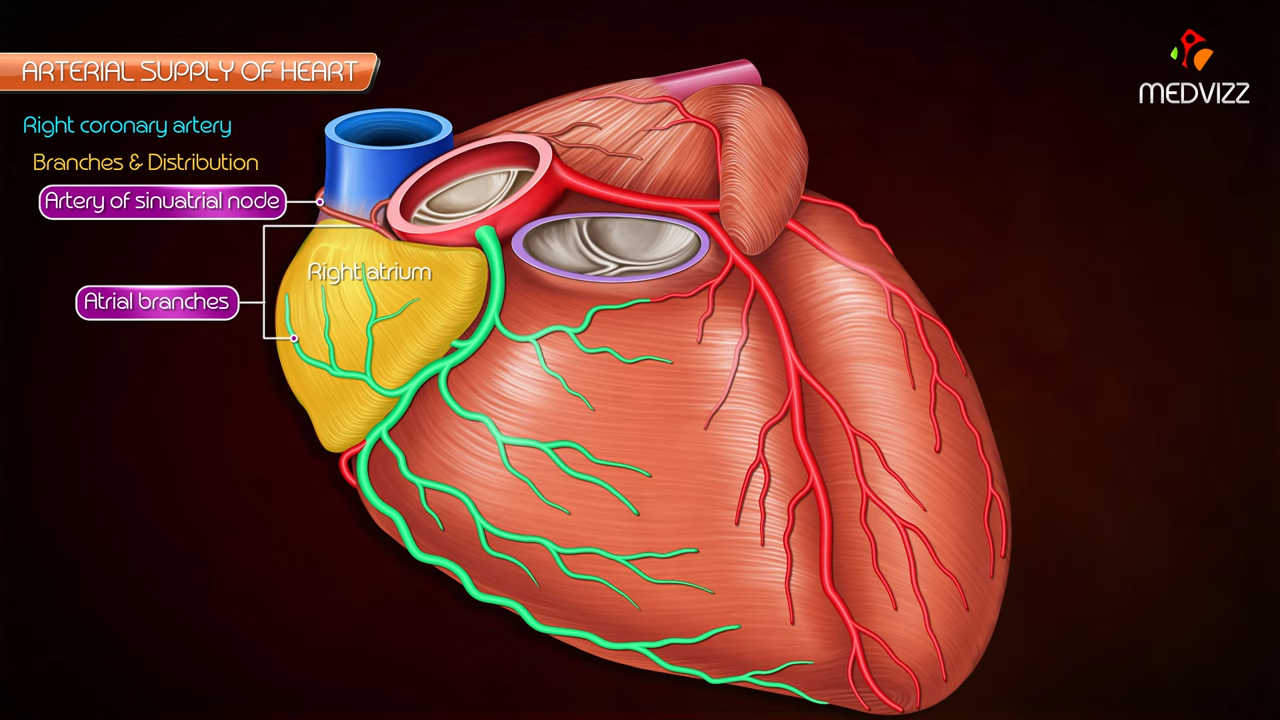 ARTERIAL SUPPLY OF HEART
MEDVIZZ
Right coronary artery
Branches & Distribution
Artery of sinuatrial node
Right atrium
Atrial branches